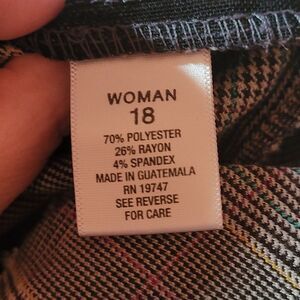 WOMAN
18
70% POLYESTER
26% RAYON
4% SPANDEX
MADE IN GUATEMALA
RN 19747
SEE REVERSE
FOR CARE